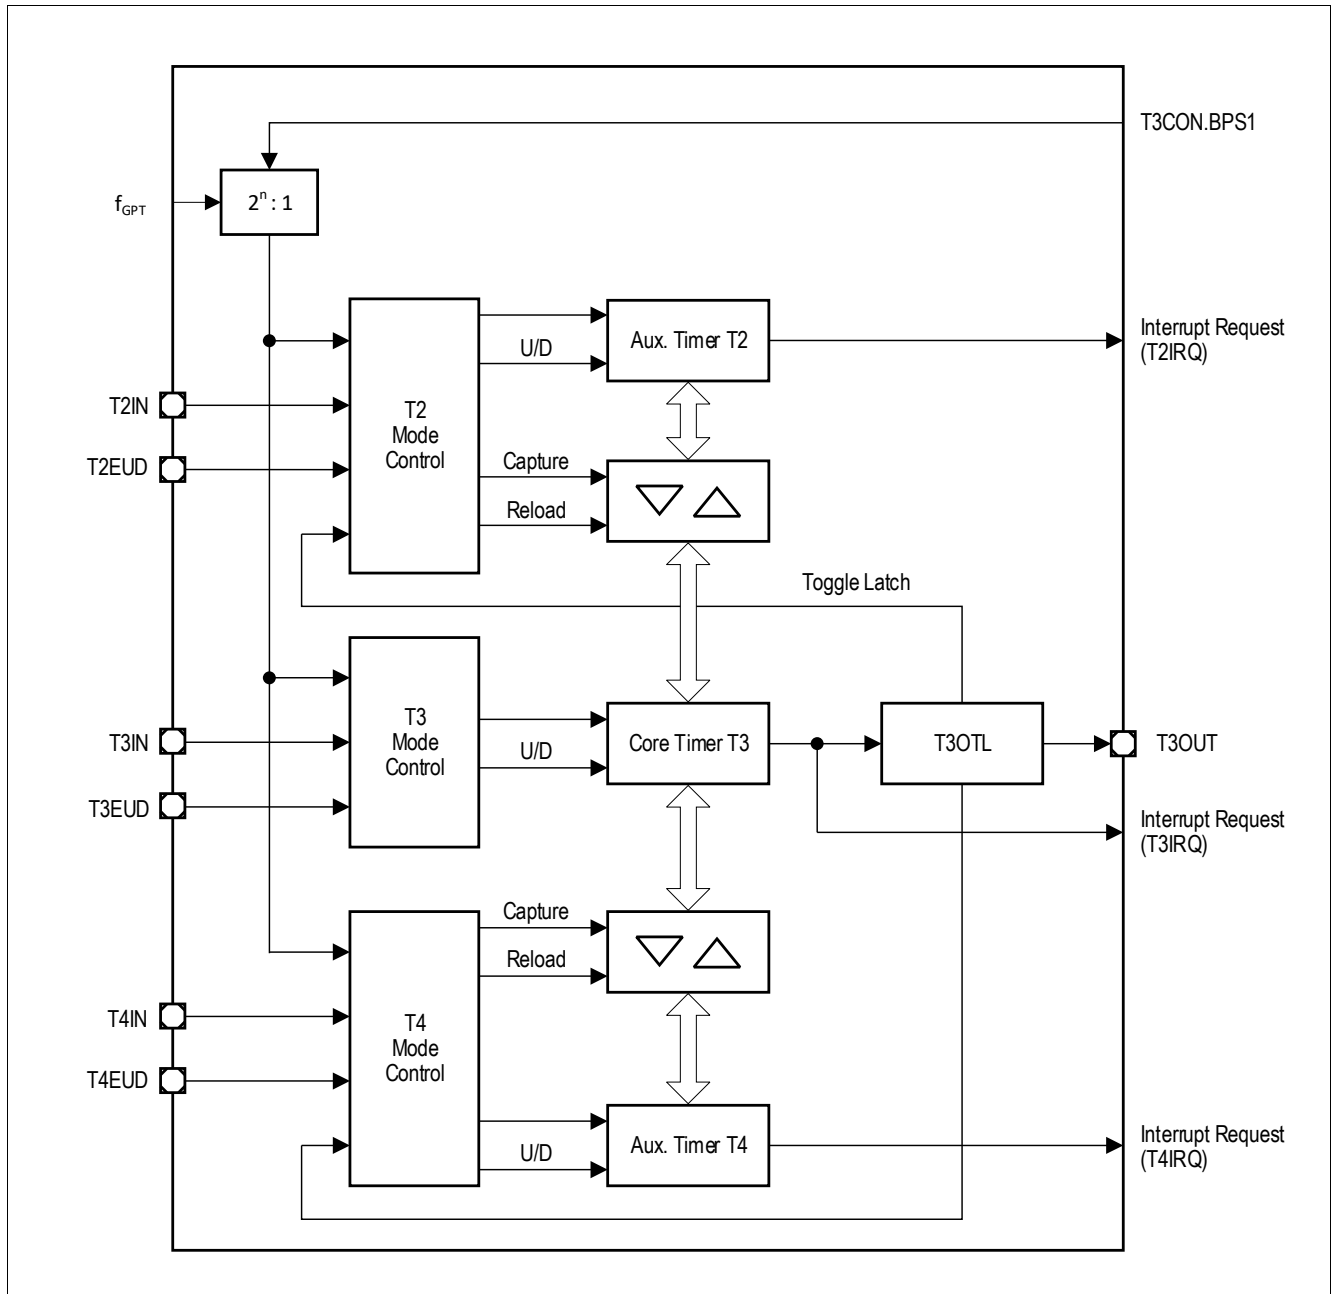 T3CON.BPS1
fGPT
2ⁿ : 1
Interrupt Request
(T2IRQ)
Aux. Timer T2
U/D
T2IN
T2
Mode
Control
T2EUD
Capture
Reload
Toggle Latch
T3IN
T3
Mode
Control
U/D
Core Timer T3
T3OTL
T3OUT
T3EUD
Interrupt Request
(T3IRQ)
Capture
Reload
T4IN
T4
Mode
Control
T4EUD
U/D
Aux. Timer T4
Interrupt Request
(T4IRQ)